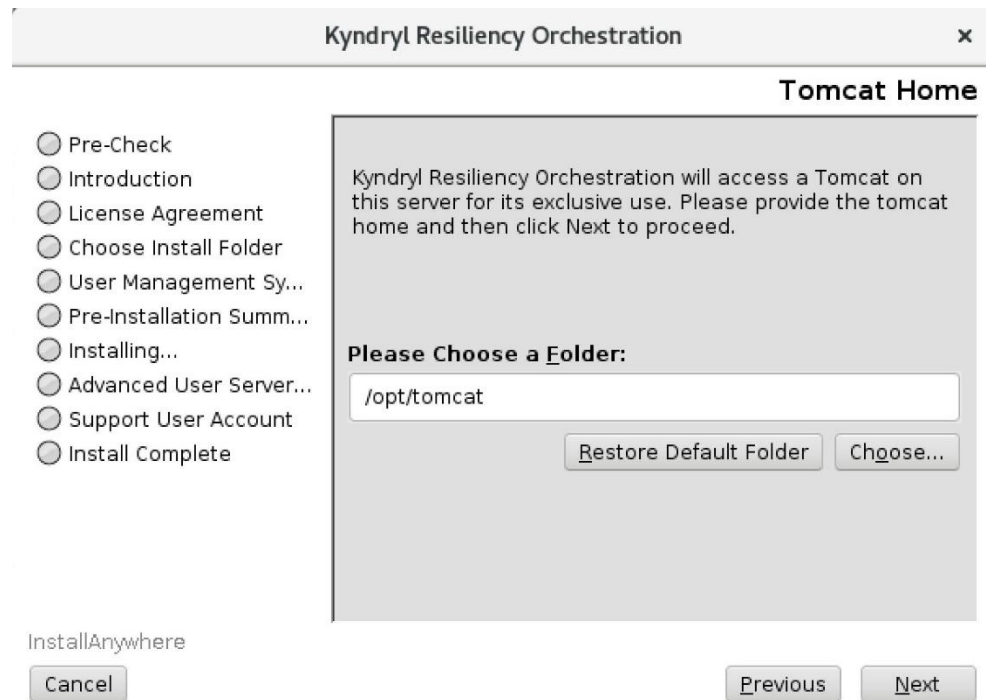 Kyndryl Resiliency Orchestration
×
Tomcat Home
Pre-Check
Introduction
License Agreement
Choose Install Folder
User Management Sy...
Pre-Installation Summ...
Installing...
Advanced User Server...
Support User Account
Install Complete
Kyndryl Resiliency Orchestration will access a Tomcat on
this server for its exclusive use. Please provide the tomcat
home and then click Next to proceed.
Please Choose a Folder:
/opt/tomcat
Restore Default Folder
Choose...
InstallAnywhere
Cancel
Previous
Next